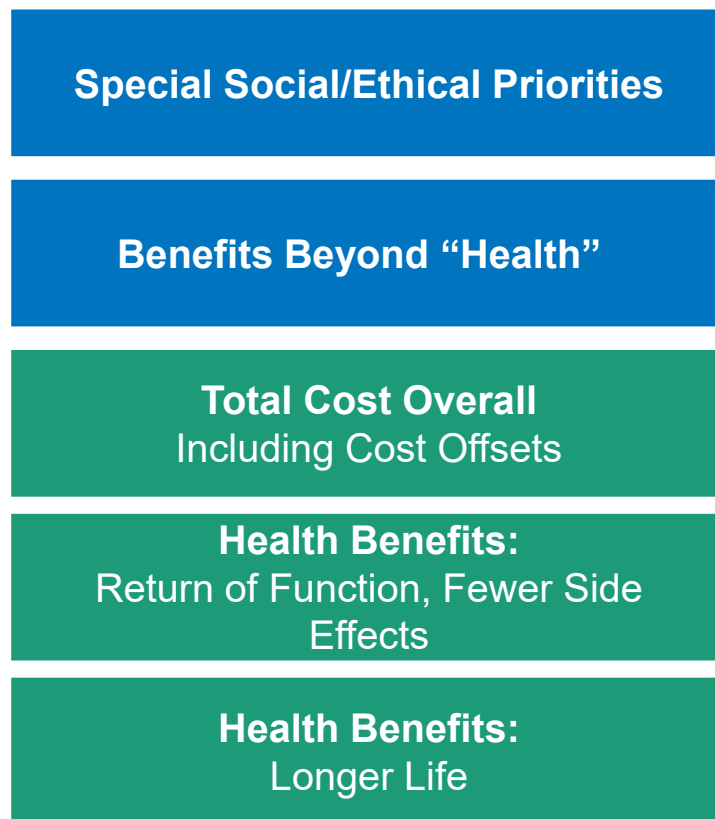 Special Social/Ethical Priorities
Benefits Beyond “Health”
Total Cost Overall
Including Cost Offsets
Health Benefits:
Return of Function, Fewer Side
Effects
Health Benefits:
Longer Life